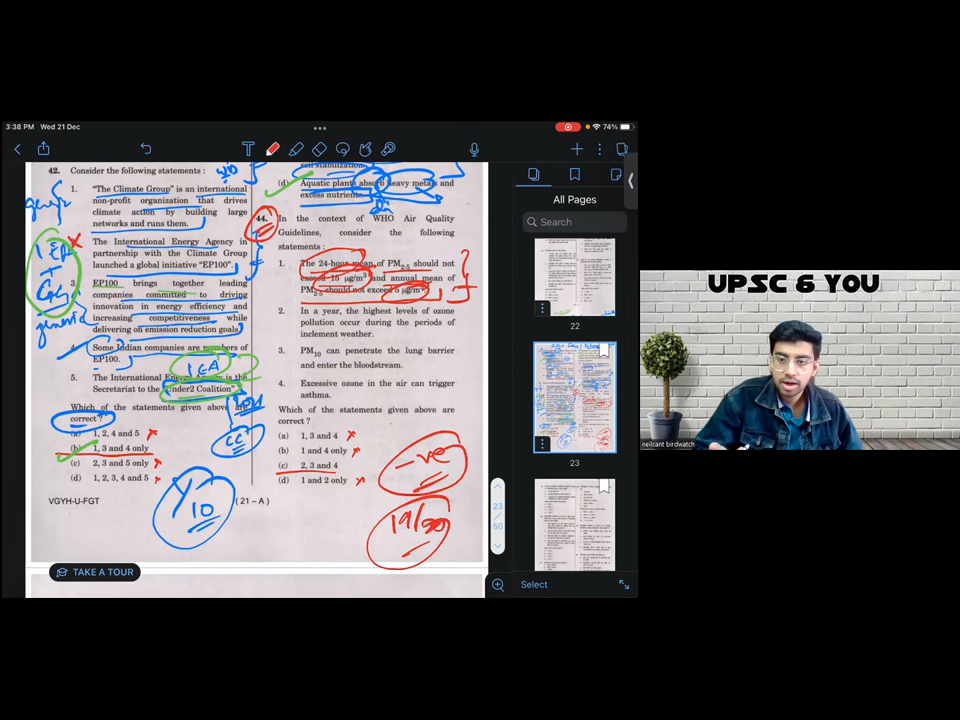 3:38 PM Wed 21 Dec
74%
UPSC & YOU
neilcant birdwatch
All Pages
Search
22
23
Select
TAKE A TOUR
23
50
42. Consider the following statements :
1. "The Climate Group" is an international
non-profit organization that drives
climate action by building large
networks and runs them.
2. The International Energy Agency in
partnership with the Climate Group
launched a global initiative "EP100".
3. EP100 brings together leading
companies committed to driving
innovation in energy efficiency and
increasing competitiveness while
delivering on emission reduction goals.
4. Some Indian companies are members of
EP100.
5. The International Energy Agency is the
Secretariat to the "Under2 Coalition".
Which of the statements given above are
correct ?
(a) 1, 2, 4 and 5
(b) 1, 3 and 4 only
(c) 2, 3 and 5 only
(d) 1, 2, 3, 4 and 5
VGYH-U-FGT
( 21 – A )
soil stabilization.
(d) Aquatic plants absorb heavy metals and
excess nutrients.
44. In the context of WHO Air Quality
Guidelines, consider the following
statements :
1. The 24-hour mean of PM2.5 should not
exceed 15 µg/m³ and annual mean of
PM2.5 should not exceed 5 µg/m³.
2. In a year, the highest levels of ozone
pollution occur during the periods of
inclement weather.
3. PM10 can penetrate the lung barrier
and enter the bloodstream.
4. Excessive ozone in the air can trigger
asthma.
Which of the statements given above are
correct ?
(a) 1, 3 and 4
(b) 1 and 4 only
(c) 2, 3 and 4
(d) 1 and 2 only
IEA
generic
-ve
19/20
Y10